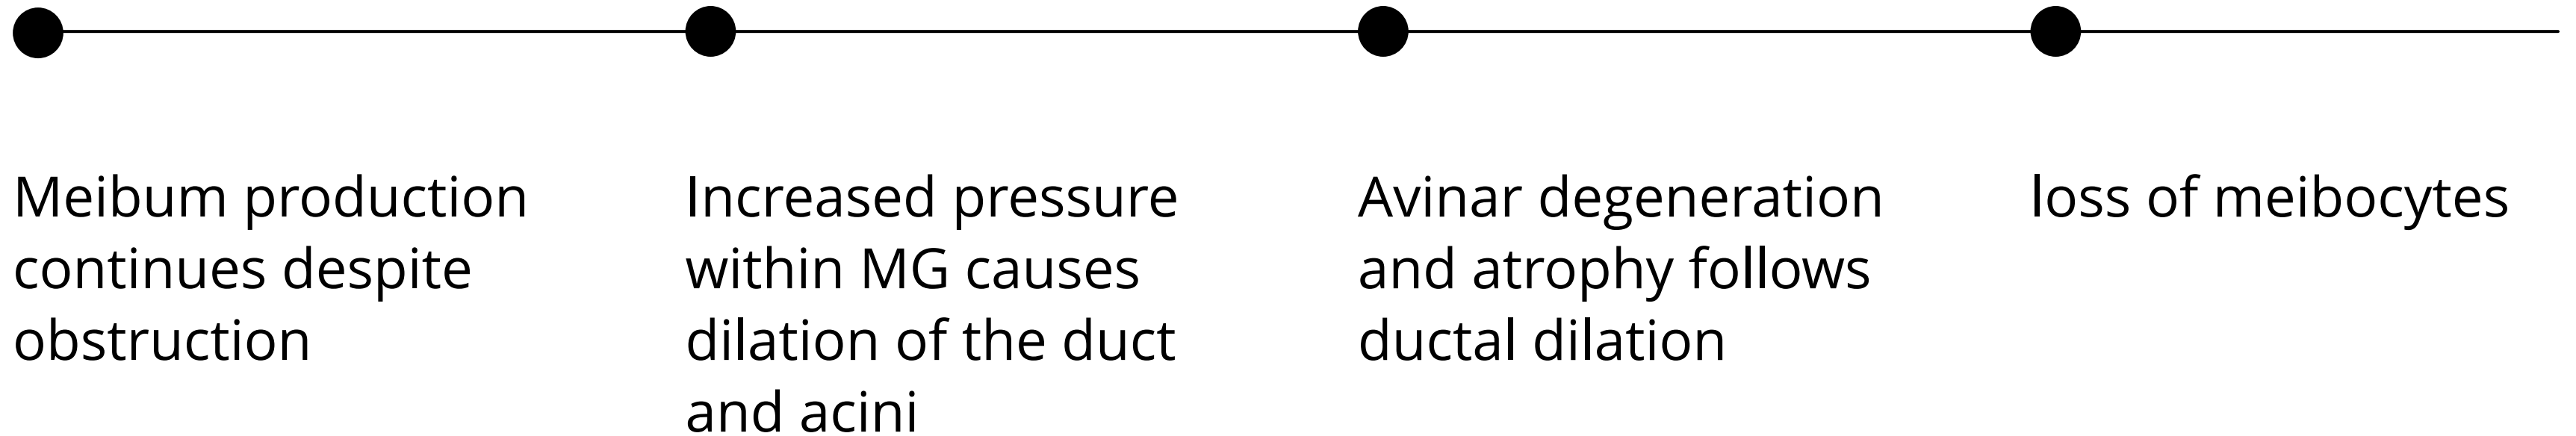 Meibum production
continues despite
obstruction
Increased pressure
within MG causes
dilation of the duct
and acini
Avinar degeneration
and atrophy follows
ductal dilation
loss of meibocytes